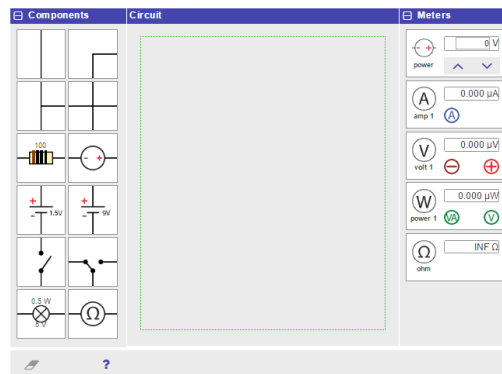 Components
Circuit
Meters
100
+
-
1.5V
+
-
9V
- +
0.5 W
5 V
Ω
- +
power
0 V
A
amp 1
0.000 µA
A
V
volt 1
0.000 µV
W
power 1
0.000 µW
VA
V
Ω
ohm
INF Ω
?